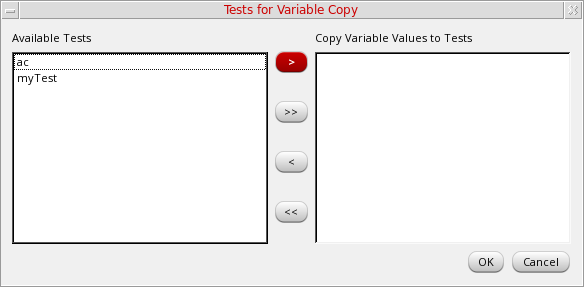 Tests for Variable Copy
Available Tests
Copy Variable Values to Tests
ac
myTest
>
>>
<
<<
OK
Cancel